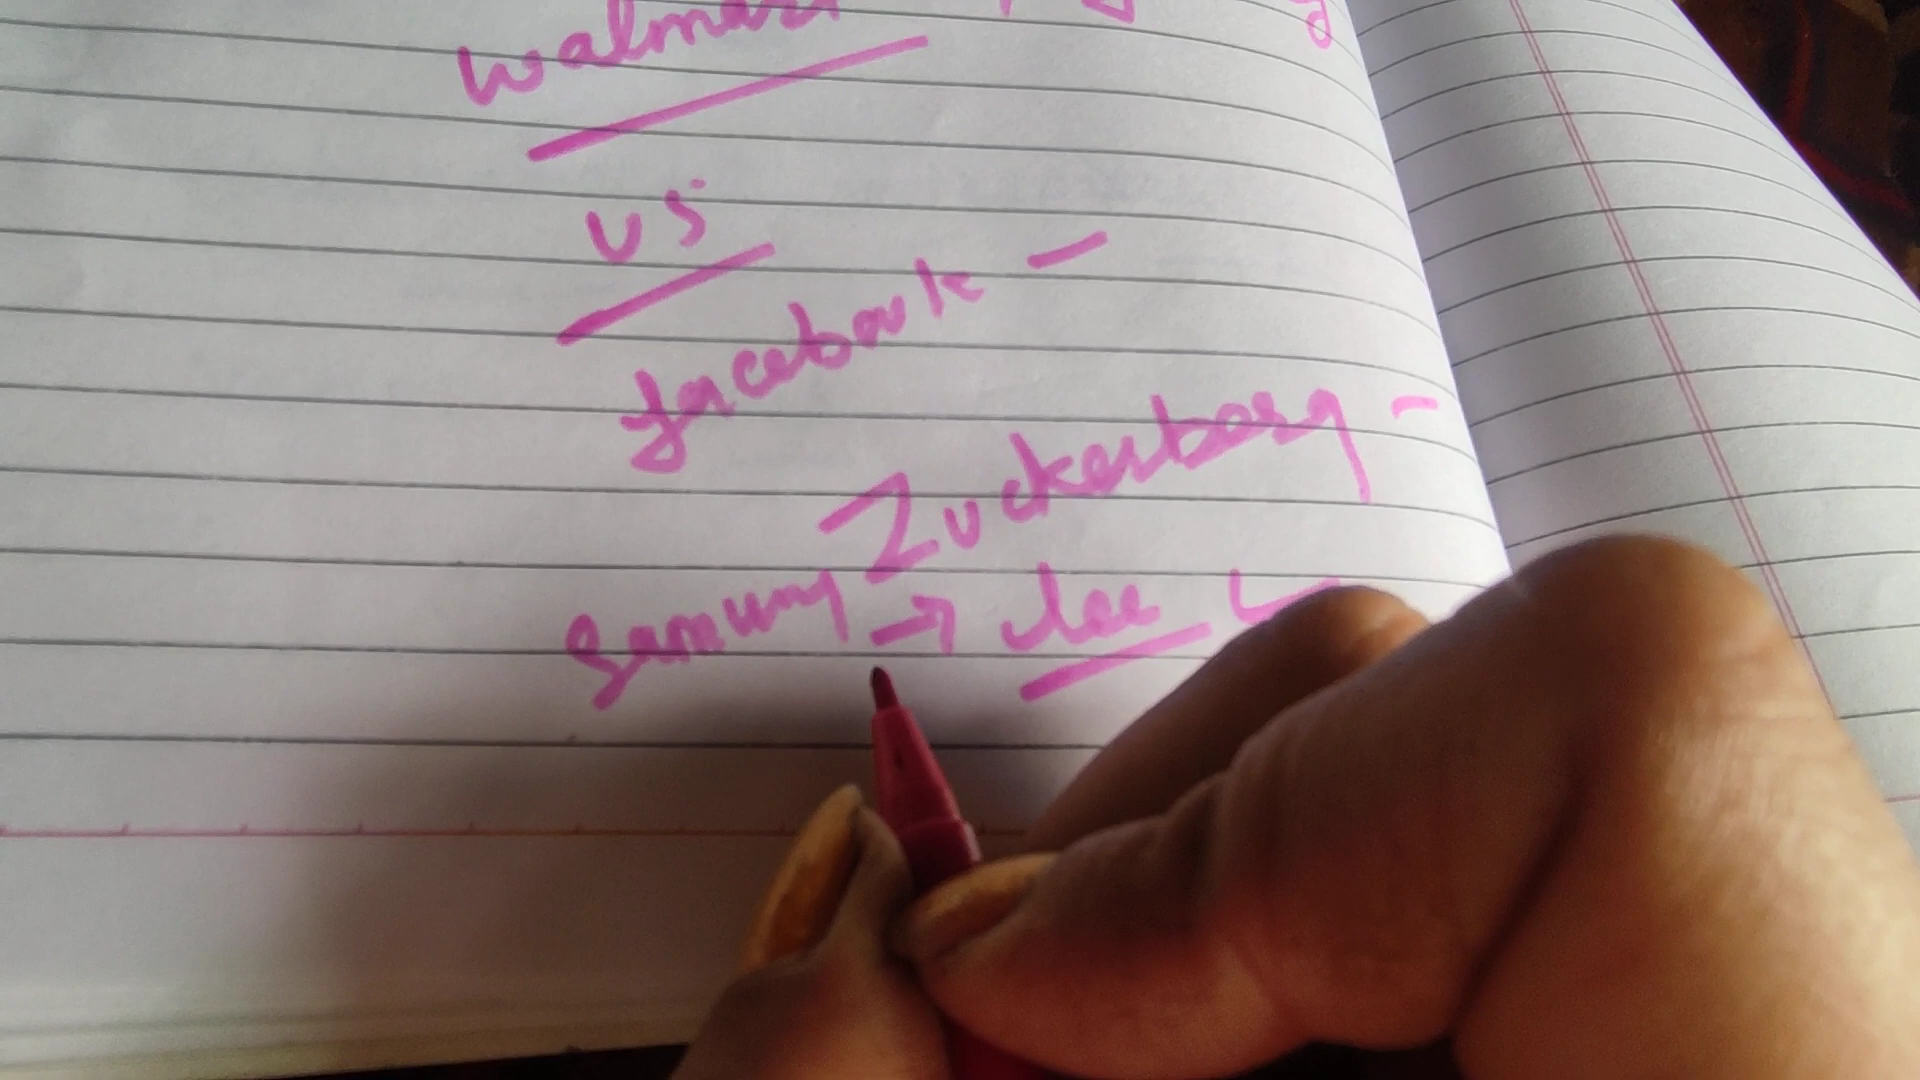 Walmart
US
facebook -
Zuckerberg -
Samsung → lee